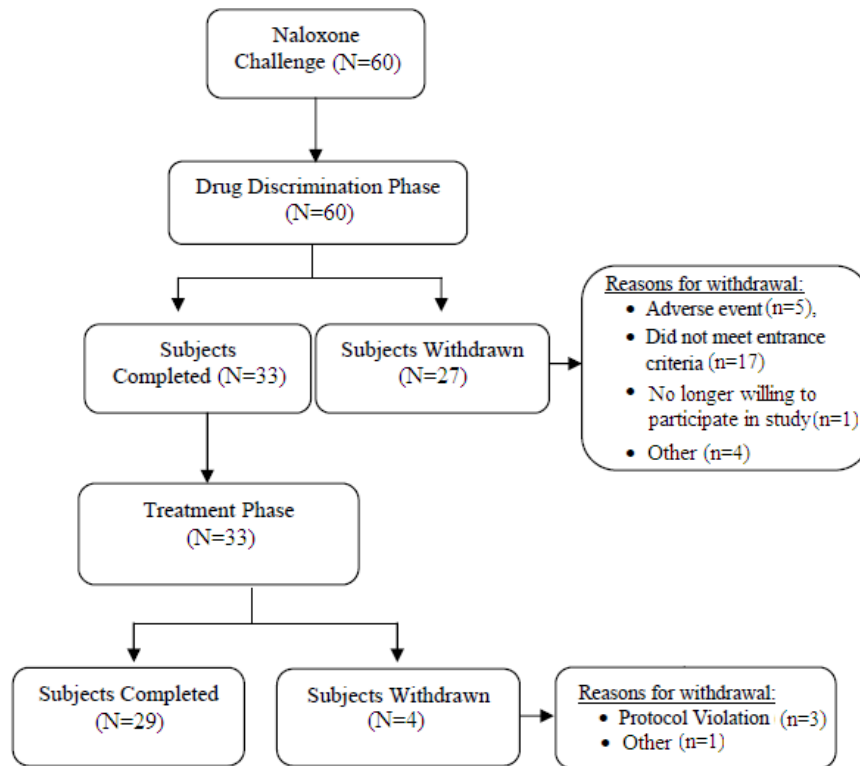 Naloxone
Challenge (N=60)
Drug Discrimination Phase
(N=60)
Subjects
Completed (N=33)
Subjects Withdrawn
(N=27)
Reasons for withdrawal:
• Adverse event (n=5),
• Did not meet entrance
criteria (n=17)
• No longer willing to
participate in study (n=1)
• Other (n=4)
Treatment Phase
(N=33)
Subjects Completed
(N=29)
Subjects Withdrawn
(N=4)
Reasons for withdrawal:
• Protocol Violation (n=3)
• Other (n=1)